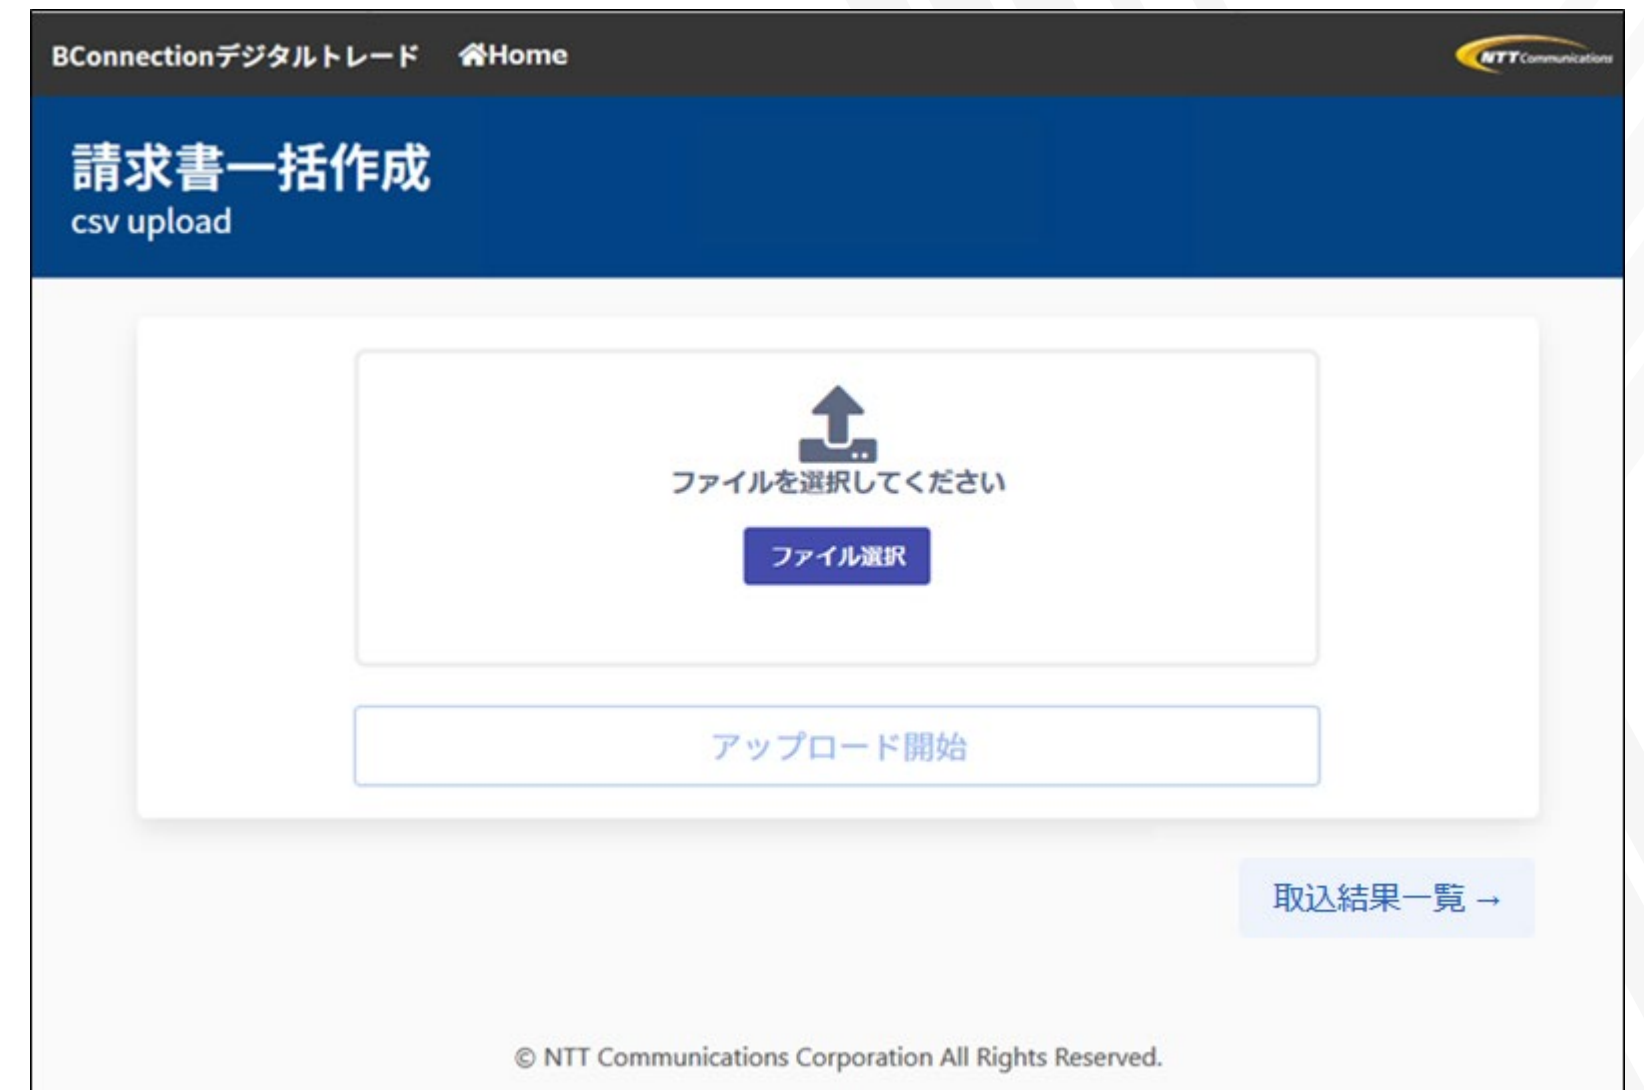 BConnectionデジタルトレード Home NTT Communications
請求書一括作成
csv upload
ファイルを選択してください
ファイル選択
アップロード開始
取込結果一覧 →
© NTT Communications Corporation All Rights Reserved.